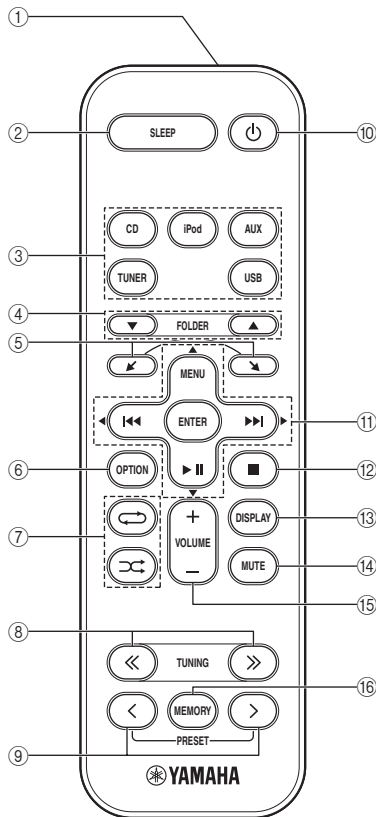 ①
② SLEEP ⑩
③ CD iPod AUX
TUNER USB
④ FOLDER
⑤
MENU
ENTER ⑪
⑥ OPTION ⑫
⑦ + DISPLAY ⑬
VOLUME
− MUTE ⑭
⑮
⑧ TUNING
MEMORY ⑯
⑨ PRESET
YAMAHA